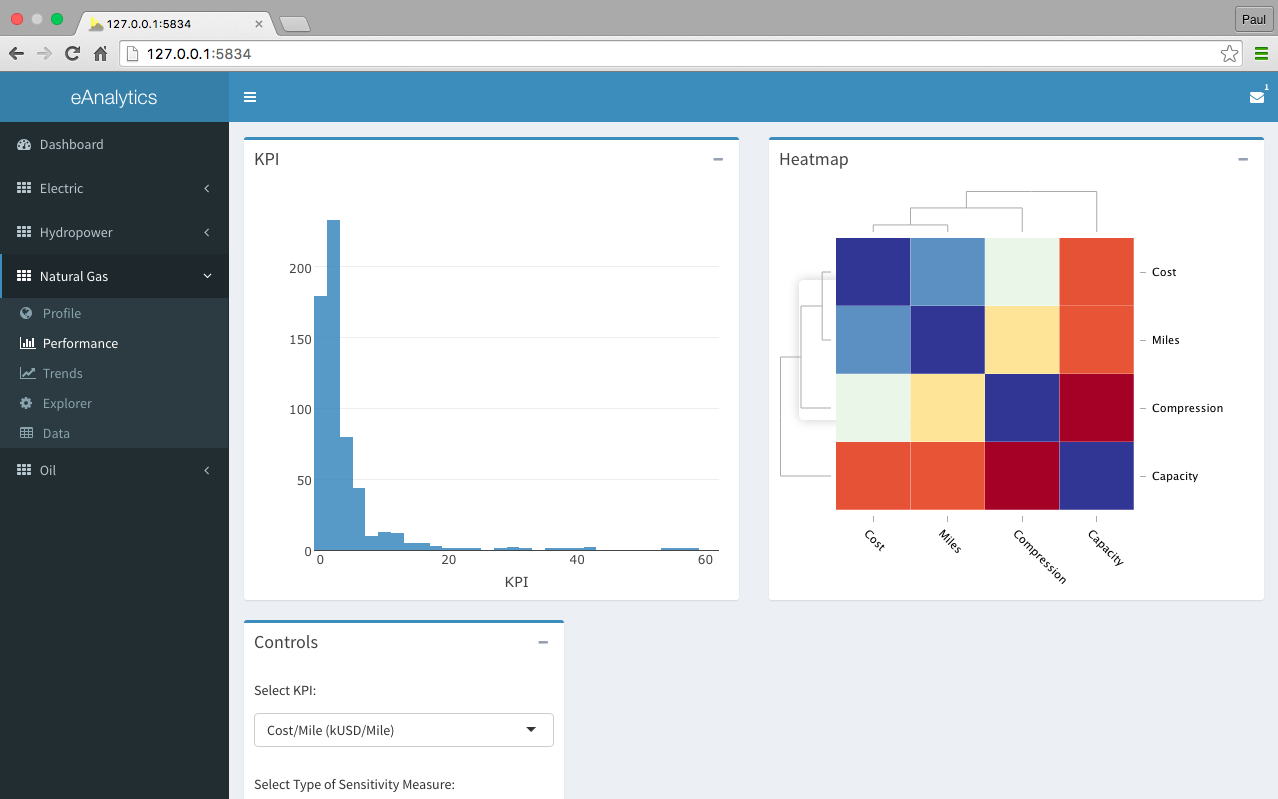 127.0.0.1:5834
Paul
127.0.0.1:5834
eAnalytics
1
Dashboard
Electric
Hydropower
Natural Gas
Profile
Performance
Trends
Explorer
Data
Oil
KPI
200
150
100
50
0
0 20 40 60
KPI
Heatmap
Cost
Miles
Compression
Capacity
Cost Miles Compression Capacity
Controls
Select KPI:
Cost/Mile (kUSD/Mile)
Select Type of Sensitivity Measure: